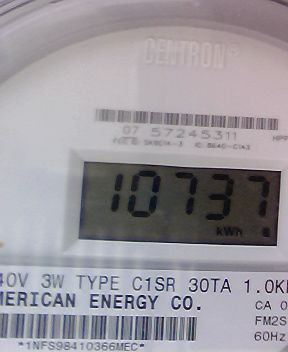 CENTRON®
07 57245311
10737
kWh
40V 3W TYPE C1SR 30TA 1.0K
MERICAN ENERGY CO.
CA 0
FM2S
60Hz
*1NFS98410366MEC*